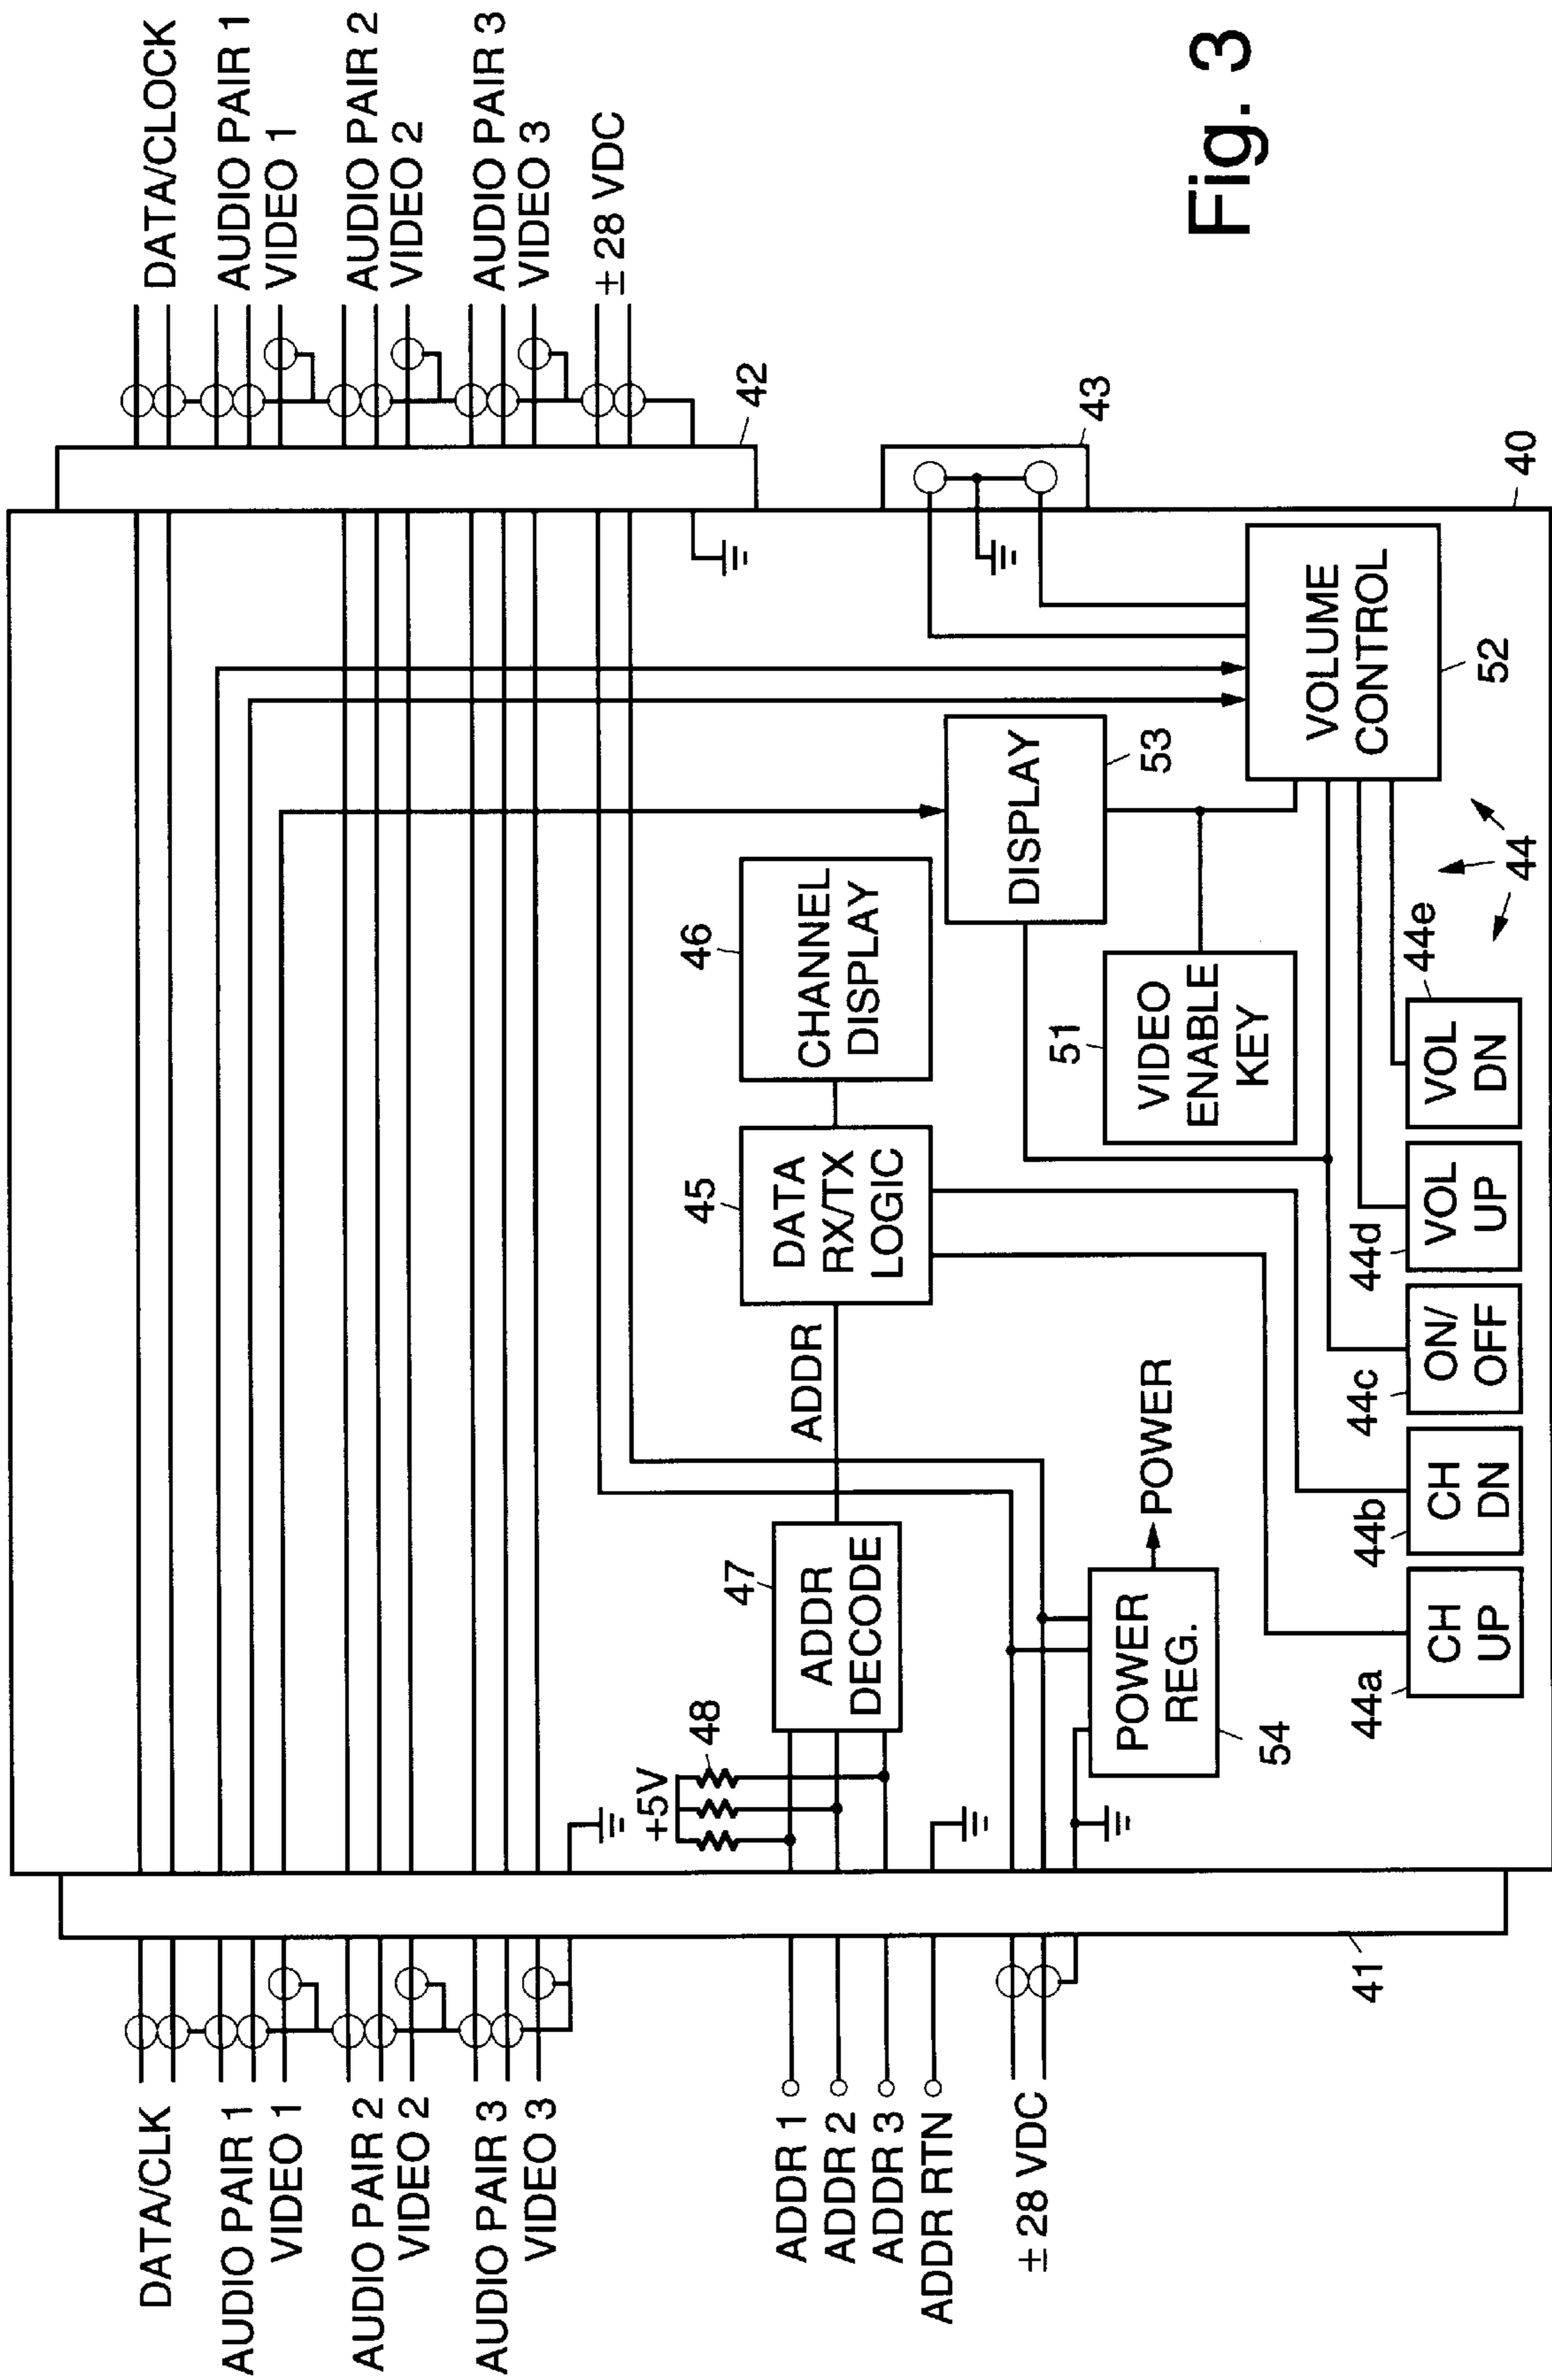 DATA/CLK
AUDIO PAIR 1
VIDEO 1
AUDIO PAIR 2
VIDEO 2
AUDIO PAIR 3
VIDEO 3
ADDR 1
ADDR 2
ADDR 3
ADDR RTN
± 28 VDC
41
+5V
48
47
ADDR
DECODE
ADDR
45
DATA
RX/TX
LOGIC
46
CHANNEL
DISPLAY
POWER
REG.
54
POWER
51
VIDEO
ENABLE
KEY
DISPLAY
53
VOLUME
CONTROL
52
44a
CH
UP
44b
CH
DN
44c
ON/
OFF
44d
VOL
UP
44e
VOL
DN
44
40
42
43
DATA/CLOCK
AUDIO PAIR 1
VIDEO 1
AUDIO PAIR 2
VIDEO 2
AUDIO PAIR 3
VIDEO 3
± 28 VDC
Fig. 3